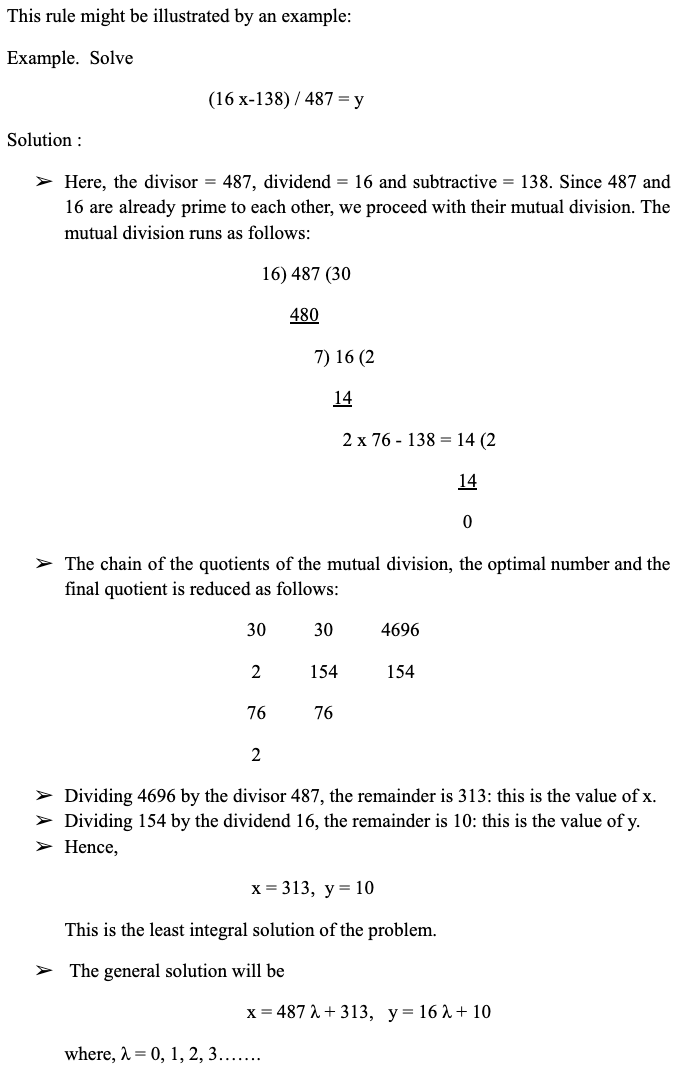 This rule might be illustrated by an example:
Example. Solve
(16 x-138) / 487 = y
Solution :
➢ Here, the divisor = 487, dividend = 16 and subtractive = 138. Since 487 and
16 are already prime to each other, we proceed with their mutual division. The
mutual division runs as follows:
16) 487 (30
480
7) 16 (2
14
2 x 76 - 138 = 14 (2
14
0
➢ The chain of the quotients of the mutual division, the optimal number and the
final quotient is reduced as follows:
30 30 4696
2 154 154
76 76
2
➢ Dividing 4696 by the divisor 487, the remainder is 313: this is the value of x.
➢ Dividing 154 by the dividend 16, the remainder is 10: this is the value of y.
➢ Hence,
x = 313, y = 10
This is the least integral solution of the problem.
➢ The general solution will be
x = 487 λ + 313, y = 16 λ + 10
where, λ = 0, 1, 2, 3…….